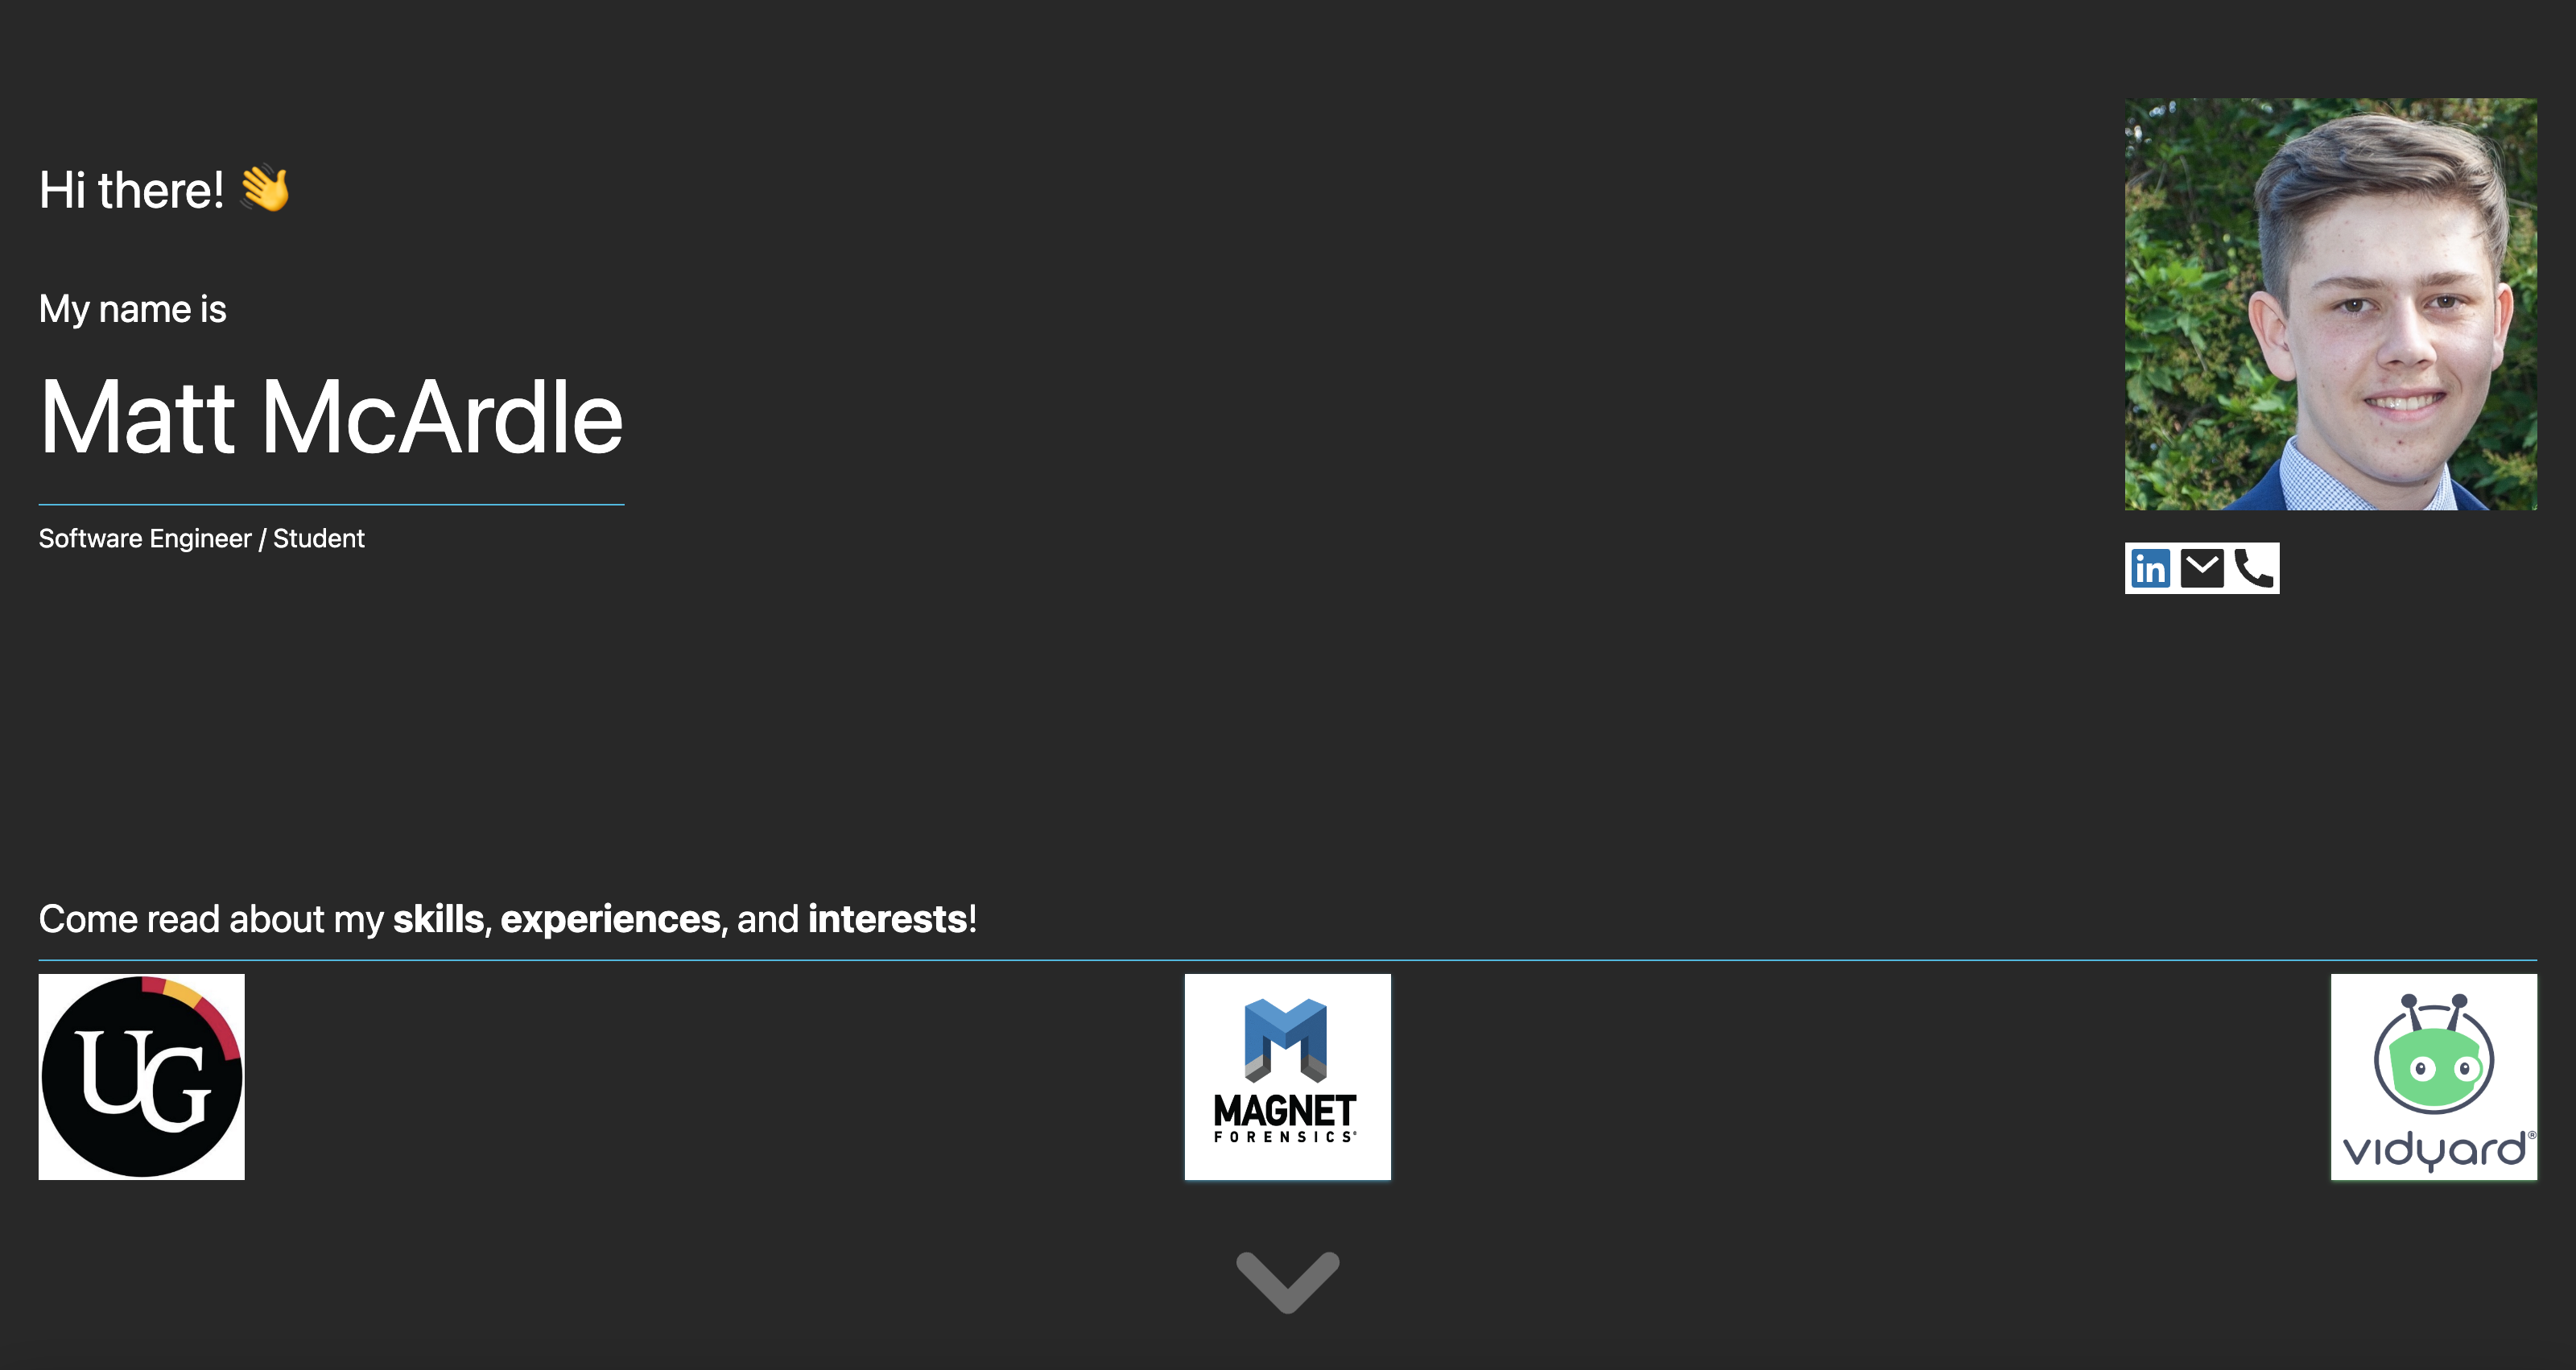 Hi there! 👋
My name is
Matt McArdle
Software Engineer / Student
in
Come read about my skills, experiences, and interests!
UG
MAGNET
FORENSICS®
vidyard®